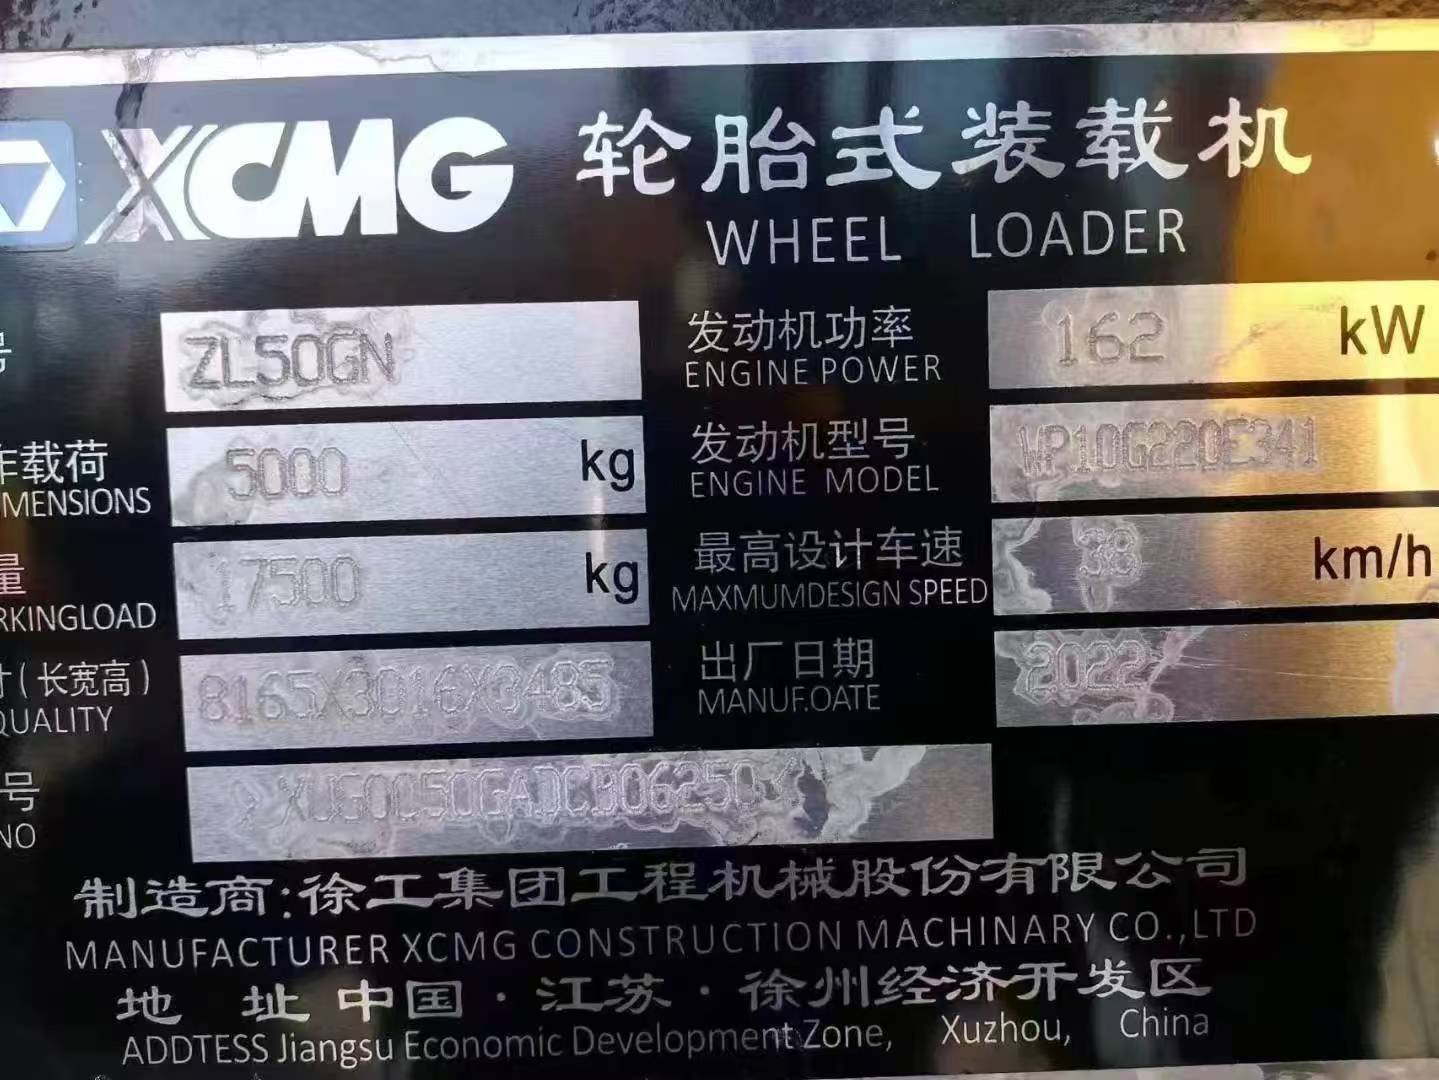 XCMG 轮胎式装载机
WHEEL LOADER
号 ZL50GN 发动机功率 162 kW
ENGINE POWER
作载荷 5000 kg 发动机型号 WP10G220E341
MENSIONS ENGINE MODEL
量 17500 kg 最高设计车速 38 km/h
RKINGLOAD MAXMUMDESIGN SPEED
寸(长宽高) 8165X3016X3485 出厂日期 2022
QUALITY MANUF.OATE
号
NO
制造商:徐工集团工程机械股份有限公司
MANUFACTURER XCMG CONSTRUCTION MACHINARY CO.,LTD
地 址 中国·江苏·徐州经济开发区
ADDTESS Jiangsu Economic Development Zone, Xuzhou, China